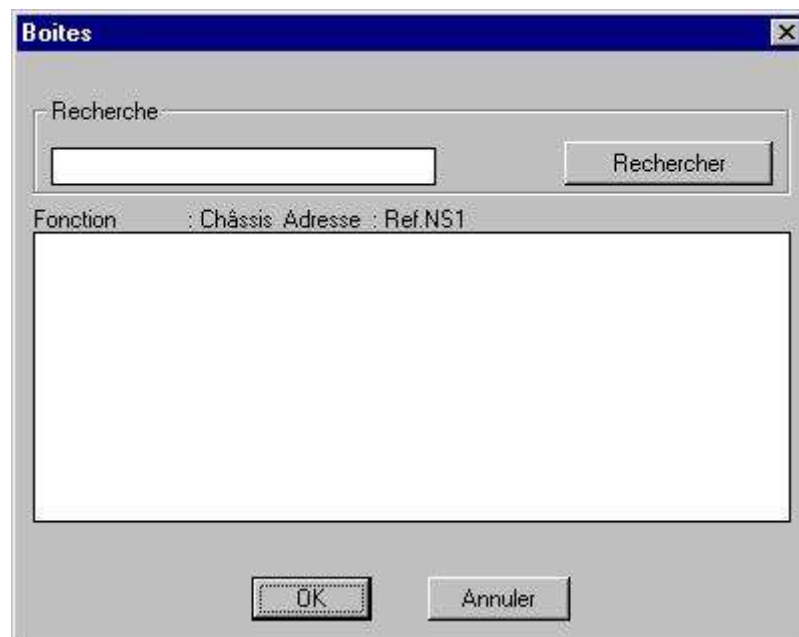 Boites
Recherche
Rechercher
Fonction : Châssis Adresse : Ref.NS1
OK
Annuler